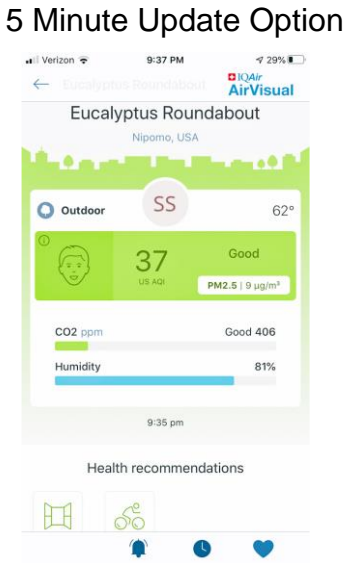 5 Minute Update Option
Verizon 9:37 PM 29%
Eucalyptus Roundabout
IQAir
AirVisual
Eucalyptus Roundabout
Nipomo, USA
Outdoor SS 62°
37 Good
US AQI PM2.5 | 9 µg/m³
CO2 ppm Good 406
Humidity 81%
9:35 pm
Health recommendations